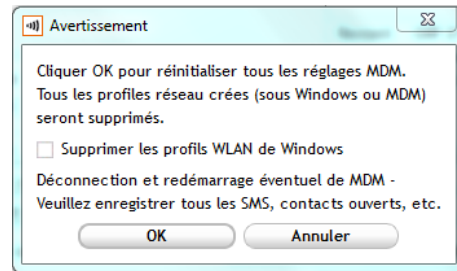 Avertissement
Cliquer OK pour réinitialiser tous les réglages MDM.
Tous les profiles réseau crées (sous Windows ou MDM)
seront supprimés.
Supprimer les profils WLAN de Windows
Déconnection et redémarrage éventuel de MDM -
Veuillez enregistrer tous les SMS, contacts ouverts, etc.
OK Annuler